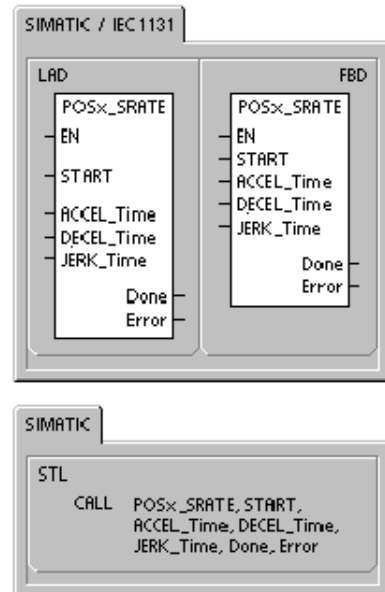 SIMATIC / IEC 1131
LAD
POSx_SRATE
EN
START
ACCEL_Time
DECEL_Time
JERK_Time
Done
Error
FBD
POSx_SRATE
EN
START
ACCEL_Time
DECEL_Time
JERK_Time
Done
Error
SIMATIC
STL
CALL POSx_SRATE, START,
ACCEL_Time, DECEL_Time,
JERK_Time, Done, Error